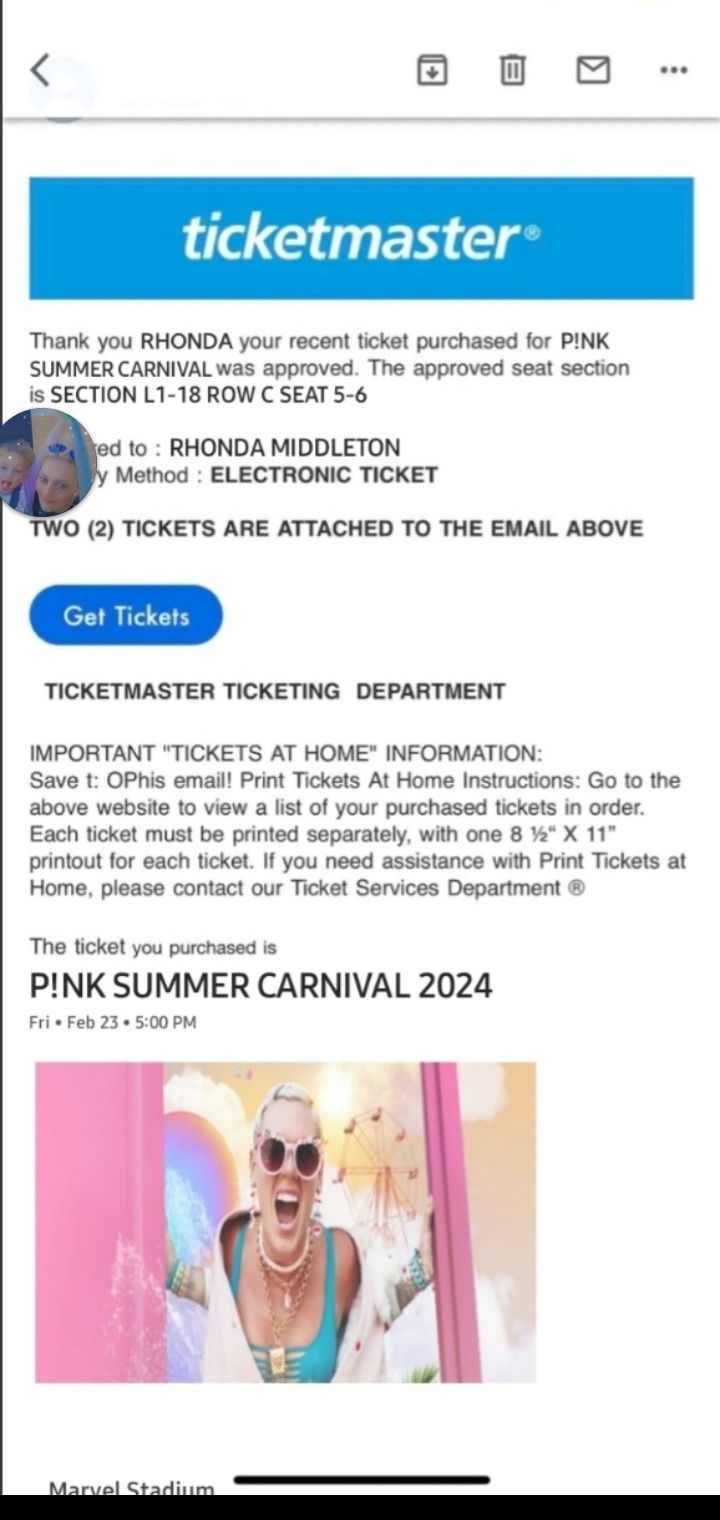 ticketmaster®
Thank you RHONDA your recent ticket purchased for P!NK
SUMMER CARNIVAL was approved. The approved seat section
is SECTION L1-18 ROW C SEAT 5-6
ed to : RHONDA MIDDLETON
y Method : ELECTRONIC TICKET
TWO (2) TICKETS ARE ATTACHED TO THE EMAIL ABOVE
Get Tickets
TICKETMASTER TICKETING DEPARTMENT
IMPORTANT "TICKETS AT HOME" INFORMATION:
Save t: OPhis email! Print Tickets At Home Instructions: Go to the
above website to view a list of your purchased tickets in order.
Each ticket must be printed separately, with one 8 ½“ X 11”
printout for each ticket. If you need assistance with Print Tickets at
Home, please contact our Ticket Services Department ®
The ticket you purchased is
P!NK SUMMER CARNIVAL 2024
Fri • Feb 23 • 5:00 PM
Marvel Stadium